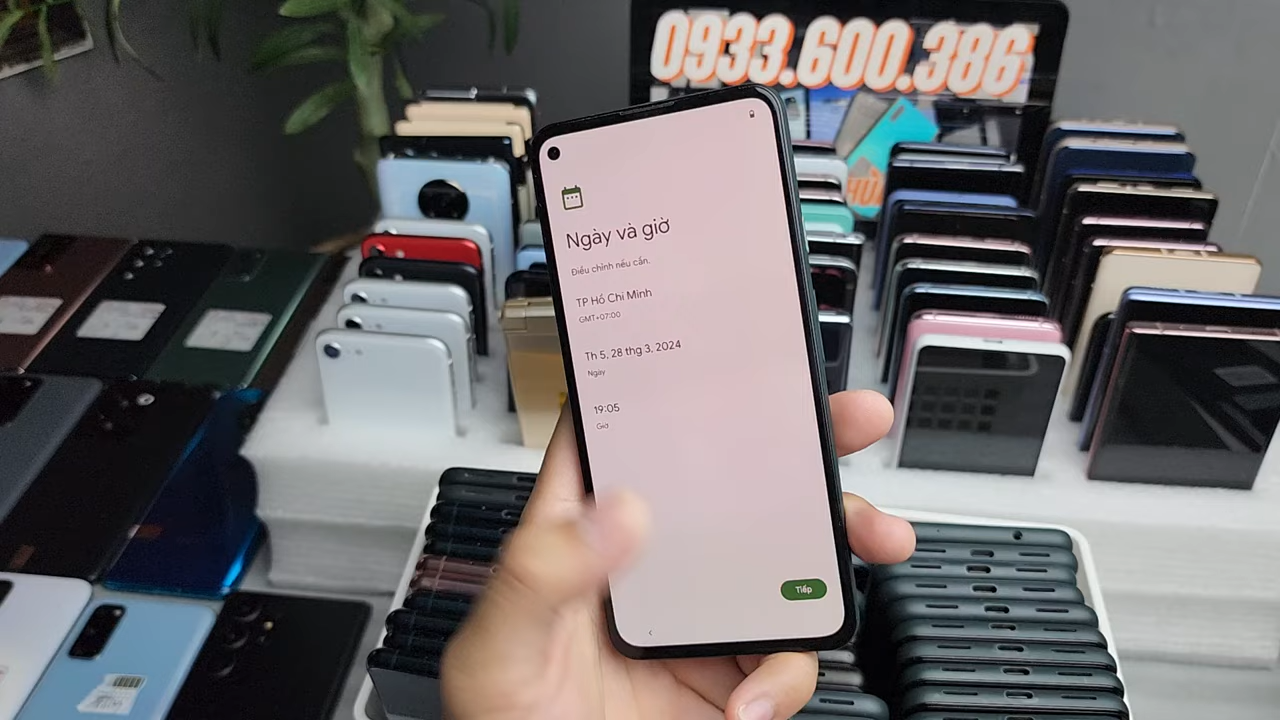 0933.600.386
Ngày và giờ
Điều chỉnh nếu cần.
TP Hồ Chí Minh
GMT+07:00
Th 5, 28 thg 3, 2024
Ngày
19:05
Giờ
Tiếp